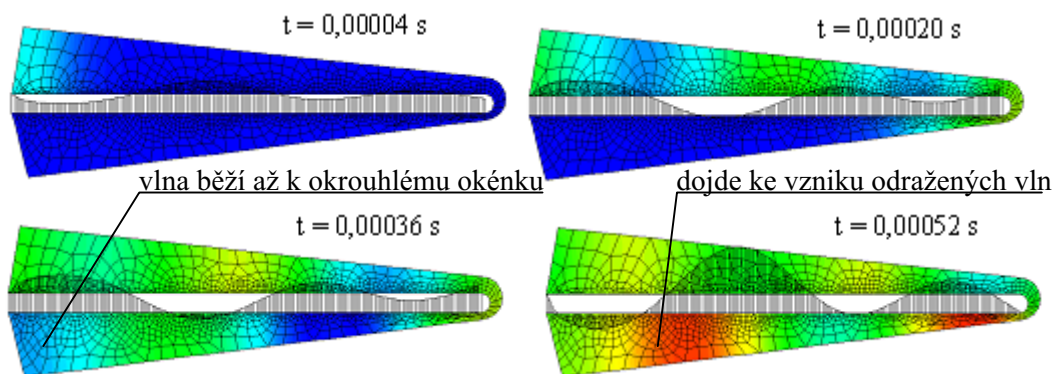 t = 0,00004 s
t = 0,00020 s
vlna běží až k okrouhlému okénku
dojde ke vzniku odražených vln
t = 0,00036 s
t = 0,00052 s